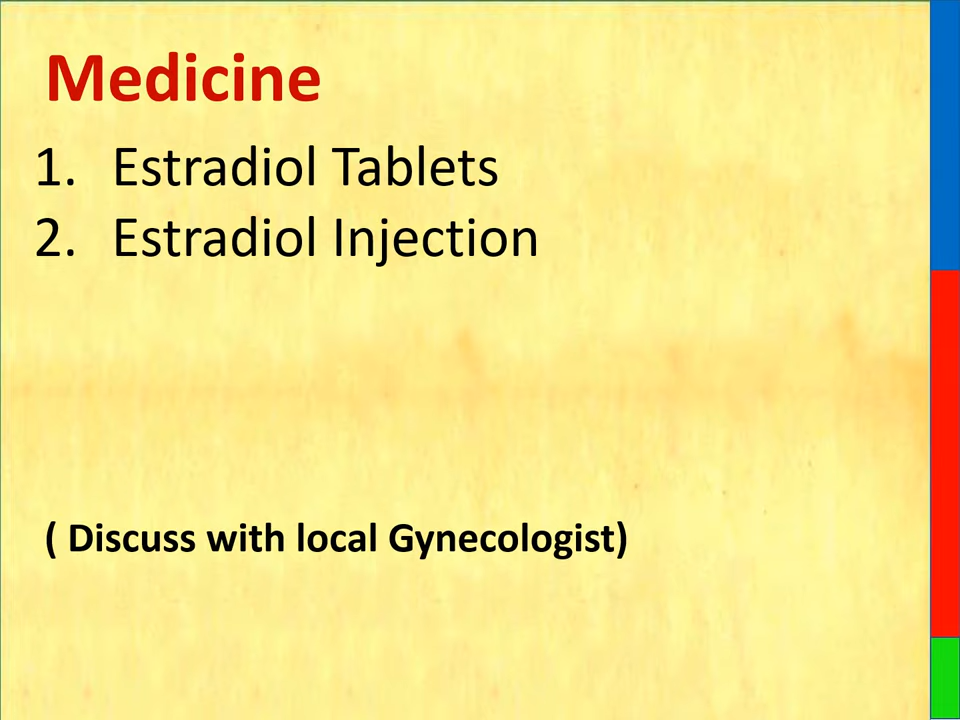 Medicine
1. Estradiol Tablets
2. Estradiol Injection
( Discuss with local Gynecologist)